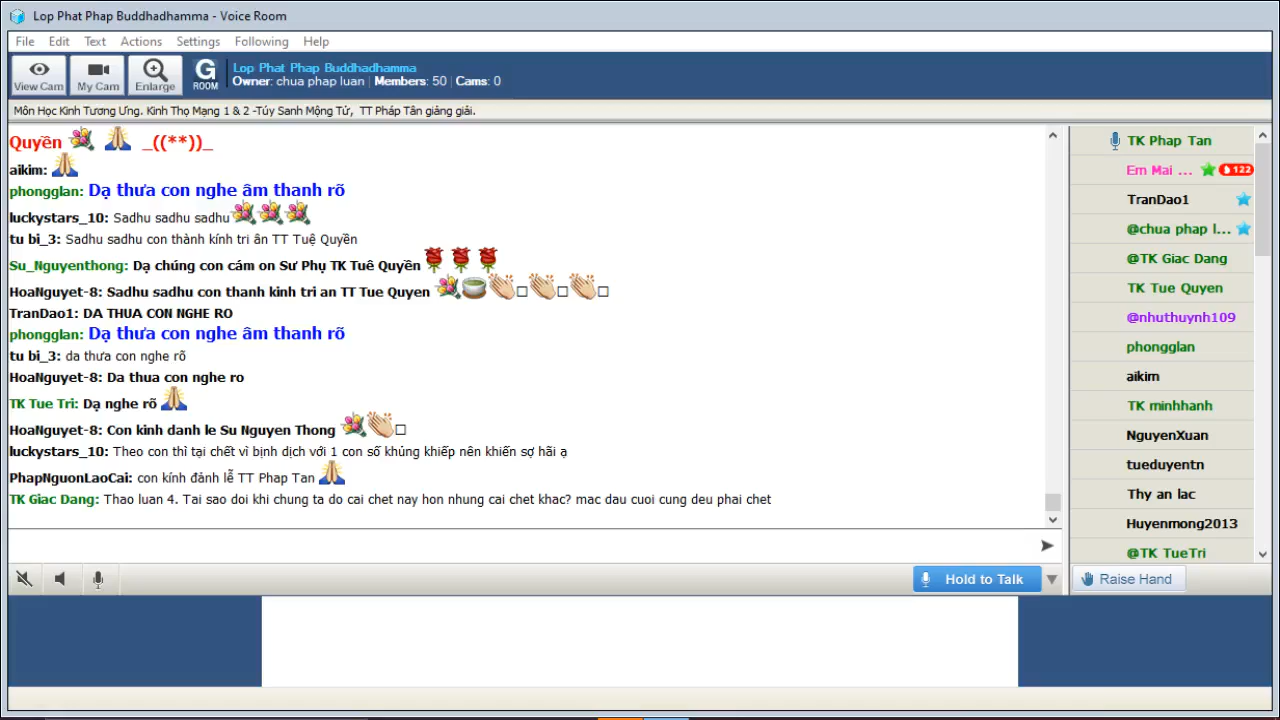 Lop Phat Phap Buddhadhamma - Voice Room
File Edit Text Actions Settings Following Help
View Cam
My Cam
Enlarge
G ROOM
Lop Phat Phap Buddhadhamma
Owner: chua phap luan | Members: 50 | Cams: 0
Môn Học Kinh Tương Ưng. Kinh Thọ Mạng 1 & 2 -Túy Sanh Mộng Tử, TT Pháp Tân giảng giải.
Quyền _((**))_
aikim:
phongglan: Dạ thưa con nghe âm thanh rõ
luckystars_10: Sadhu sadhu sadhu
tu bi_3: Sadhu sadhu con thành kính tri ân TT Tuệ Quyền
Su_Nguyenthong: Dạ chúng con cám on Sư Phụ TK Tuê Quyền
HoaNguyet-8: Sadhu sadhu con thanh kinh tri an TT Tue Quyen
TranDao1: DA THUA CON NGHE RO
phongglan: Dạ thưa con nghe âm thanh rõ
tu bi_3: da thưa con nghe rõ
HoaNguyet-8: Da thua con nghe ro
TK Tue Tri: Dạ nghe rõ
HoaNguyet-8: Con kinh danh le Su Nguyen Thong
luckystars_10: Theo con thì tại chết vì bịnh dịch với 1 con số khủng khiếp nên khiến sợ hãi ạ
PhapNguonLaoCai: con kính đảnh lễ TT Phap Tan
TK Giac Dang: Thao luan 4. Tai sao doi khi chung ta do cai chet nay hon nhung cai chet khac? mac dau cuoi cung deu phai chet
Hold to Talk
TK Phap Tan
Em Mai ... 122
TranDao1
@chua phap l...
@TK Giac Dang
TK Tue Quyen
@nhuthuynh109
phongglan
aikim
TK minhhanh
NguyenXuan
tueduyentn
Thy an lac
Huyenmong2013
@TK TueTri
Raise Hand